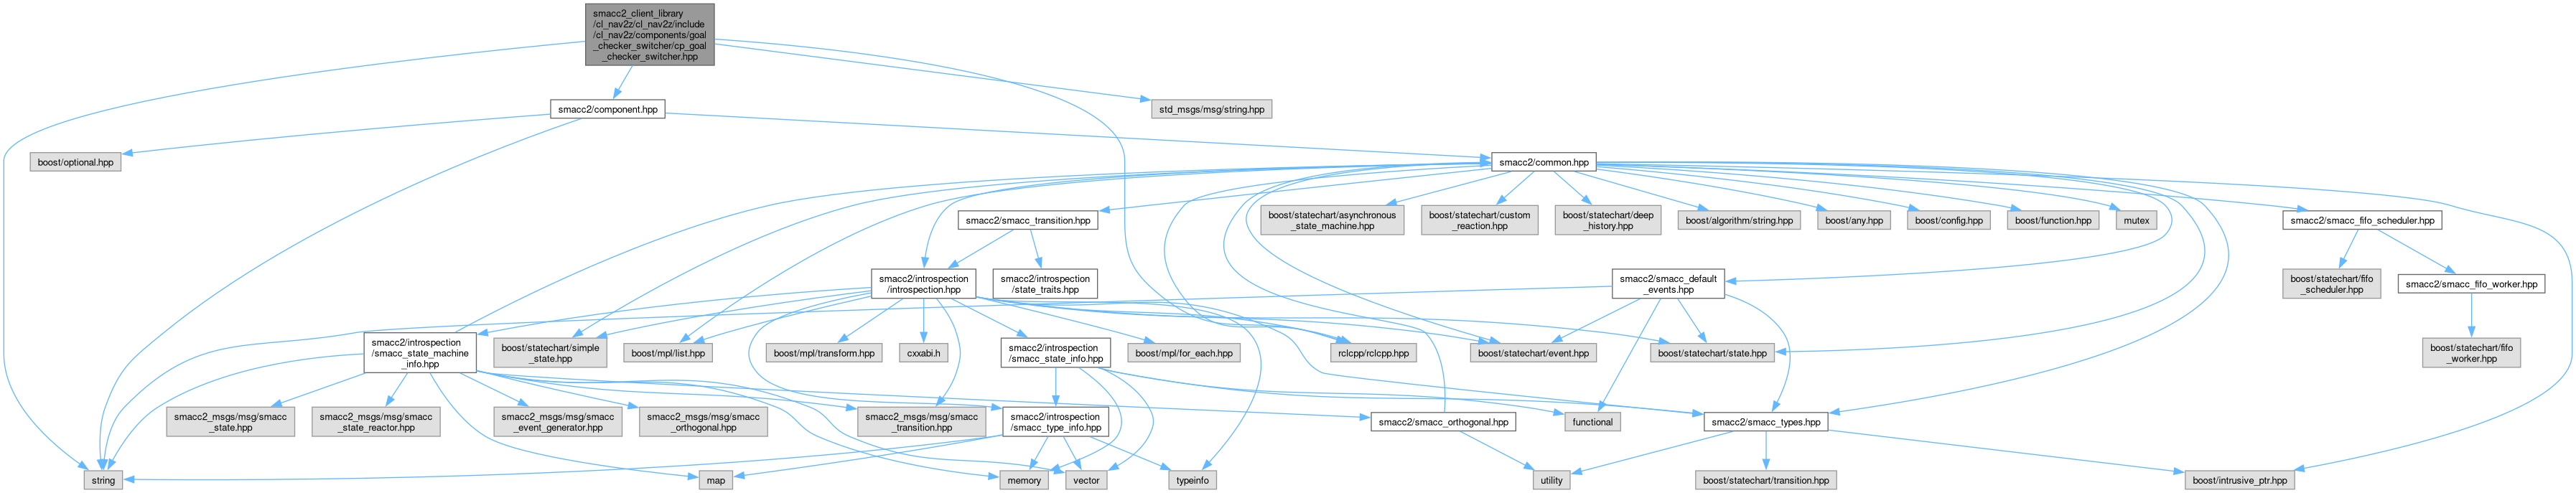 smacc2_client_library
/cl_nav2z/cl_nav2z/include
/cl_nav2z/components/goal
_checker_switcher/cp_goal
_checker_switcher.hpp
smacc2/component.hpp
std_msgs/msg/string.hpp
boost/optional.hpp
smacc2/common.hpp
smacc2/smacc_transition.hpp
boost/statechart/asynchronous
_state_machine.hpp
boost/statechart/custom
_reaction.hpp
boost/statechart/deep
_history.hpp
boost/algorithm/string.hpp
boost/any.hpp
boost/config.hpp
boost/function.hpp
mutex
smacc2/smacc_fifo_scheduler.hpp
smacc2/introspection
/introspection.hpp
smacc2/introspection
/state_traits.hpp
smacc2/smacc_default
_events.hpp
boost/statechart/fifo
_scheduler.hpp
smacc2/smacc_fifo_worker.hpp
smacc2/introspection
/smacc_state_machine
_info.hpp
boost/statechart/simple
_state.hpp
boost/mpl/list.hpp
boost/mpl/transform.hpp
cxxabi.h
smacc2/introspection
/smacc_state_info.hpp
boost/mpl/for_each.hpp
rclcpp/rclcpp.hpp
boost/statechart/event.hpp
boost/statechart/state.hpp
boost/statechart/fifo
_worker.hpp
smacc2_msgs/msg/smacc
_state.hpp
smacc2_msgs/msg/smacc
_state_reactor.hpp
smacc2_msgs/msg/smacc
_event_generator.hpp
smacc2_msgs/msg/smacc
_orthogonal.hpp
smacc2_msgs/msg/smacc
_transition.hpp
smacc2/introspection
/smacc_type_info.hpp
smacc2/smacc_orthogonal.hpp
functional
smacc2/smacc_types.hpp
string
map
memory
vector
typeinfo
utility
boost/statechart/transition.hpp
boost/intrusive_ptr.hpp